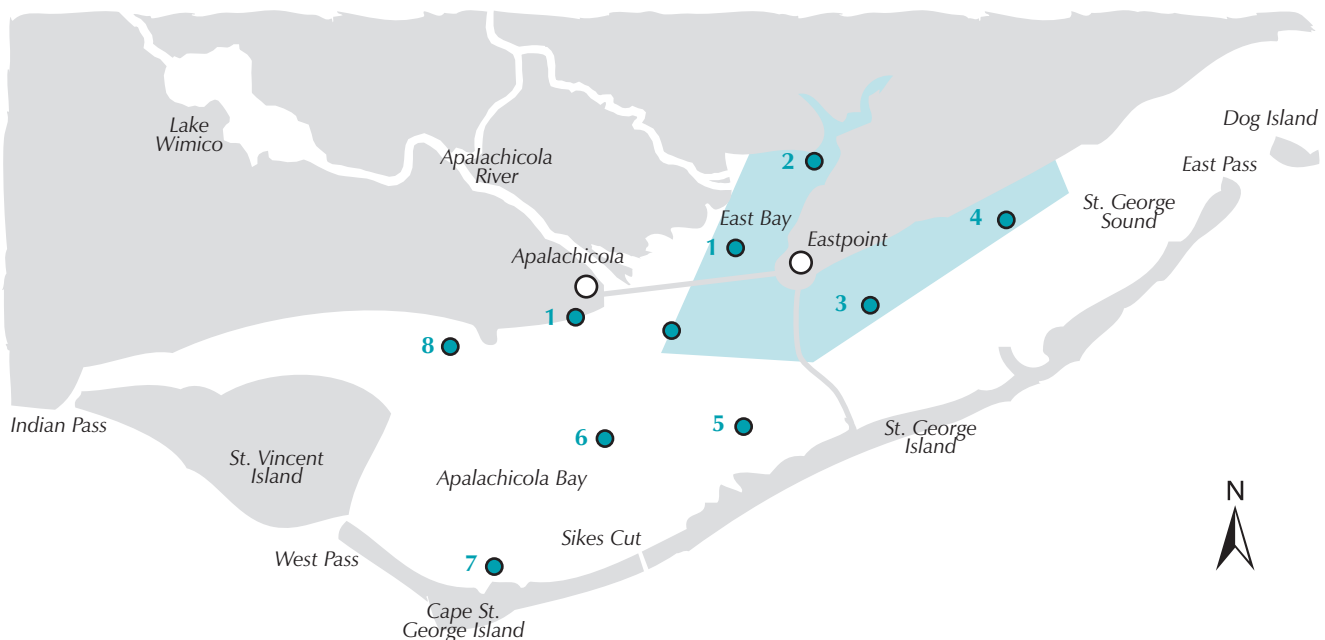 Dog Island
Lake
Wimico
2
Apalachicola
River
East Pass
St. George
Sound
4
East Bay
1
Eastpoint
Apalachicola
3
1
8
Indian Pass
5
St. George
Island
6
St. Vincent
Island
Apalachicola Bay
N
Sikes Cut
West Pass
7
Cape St.
George Island